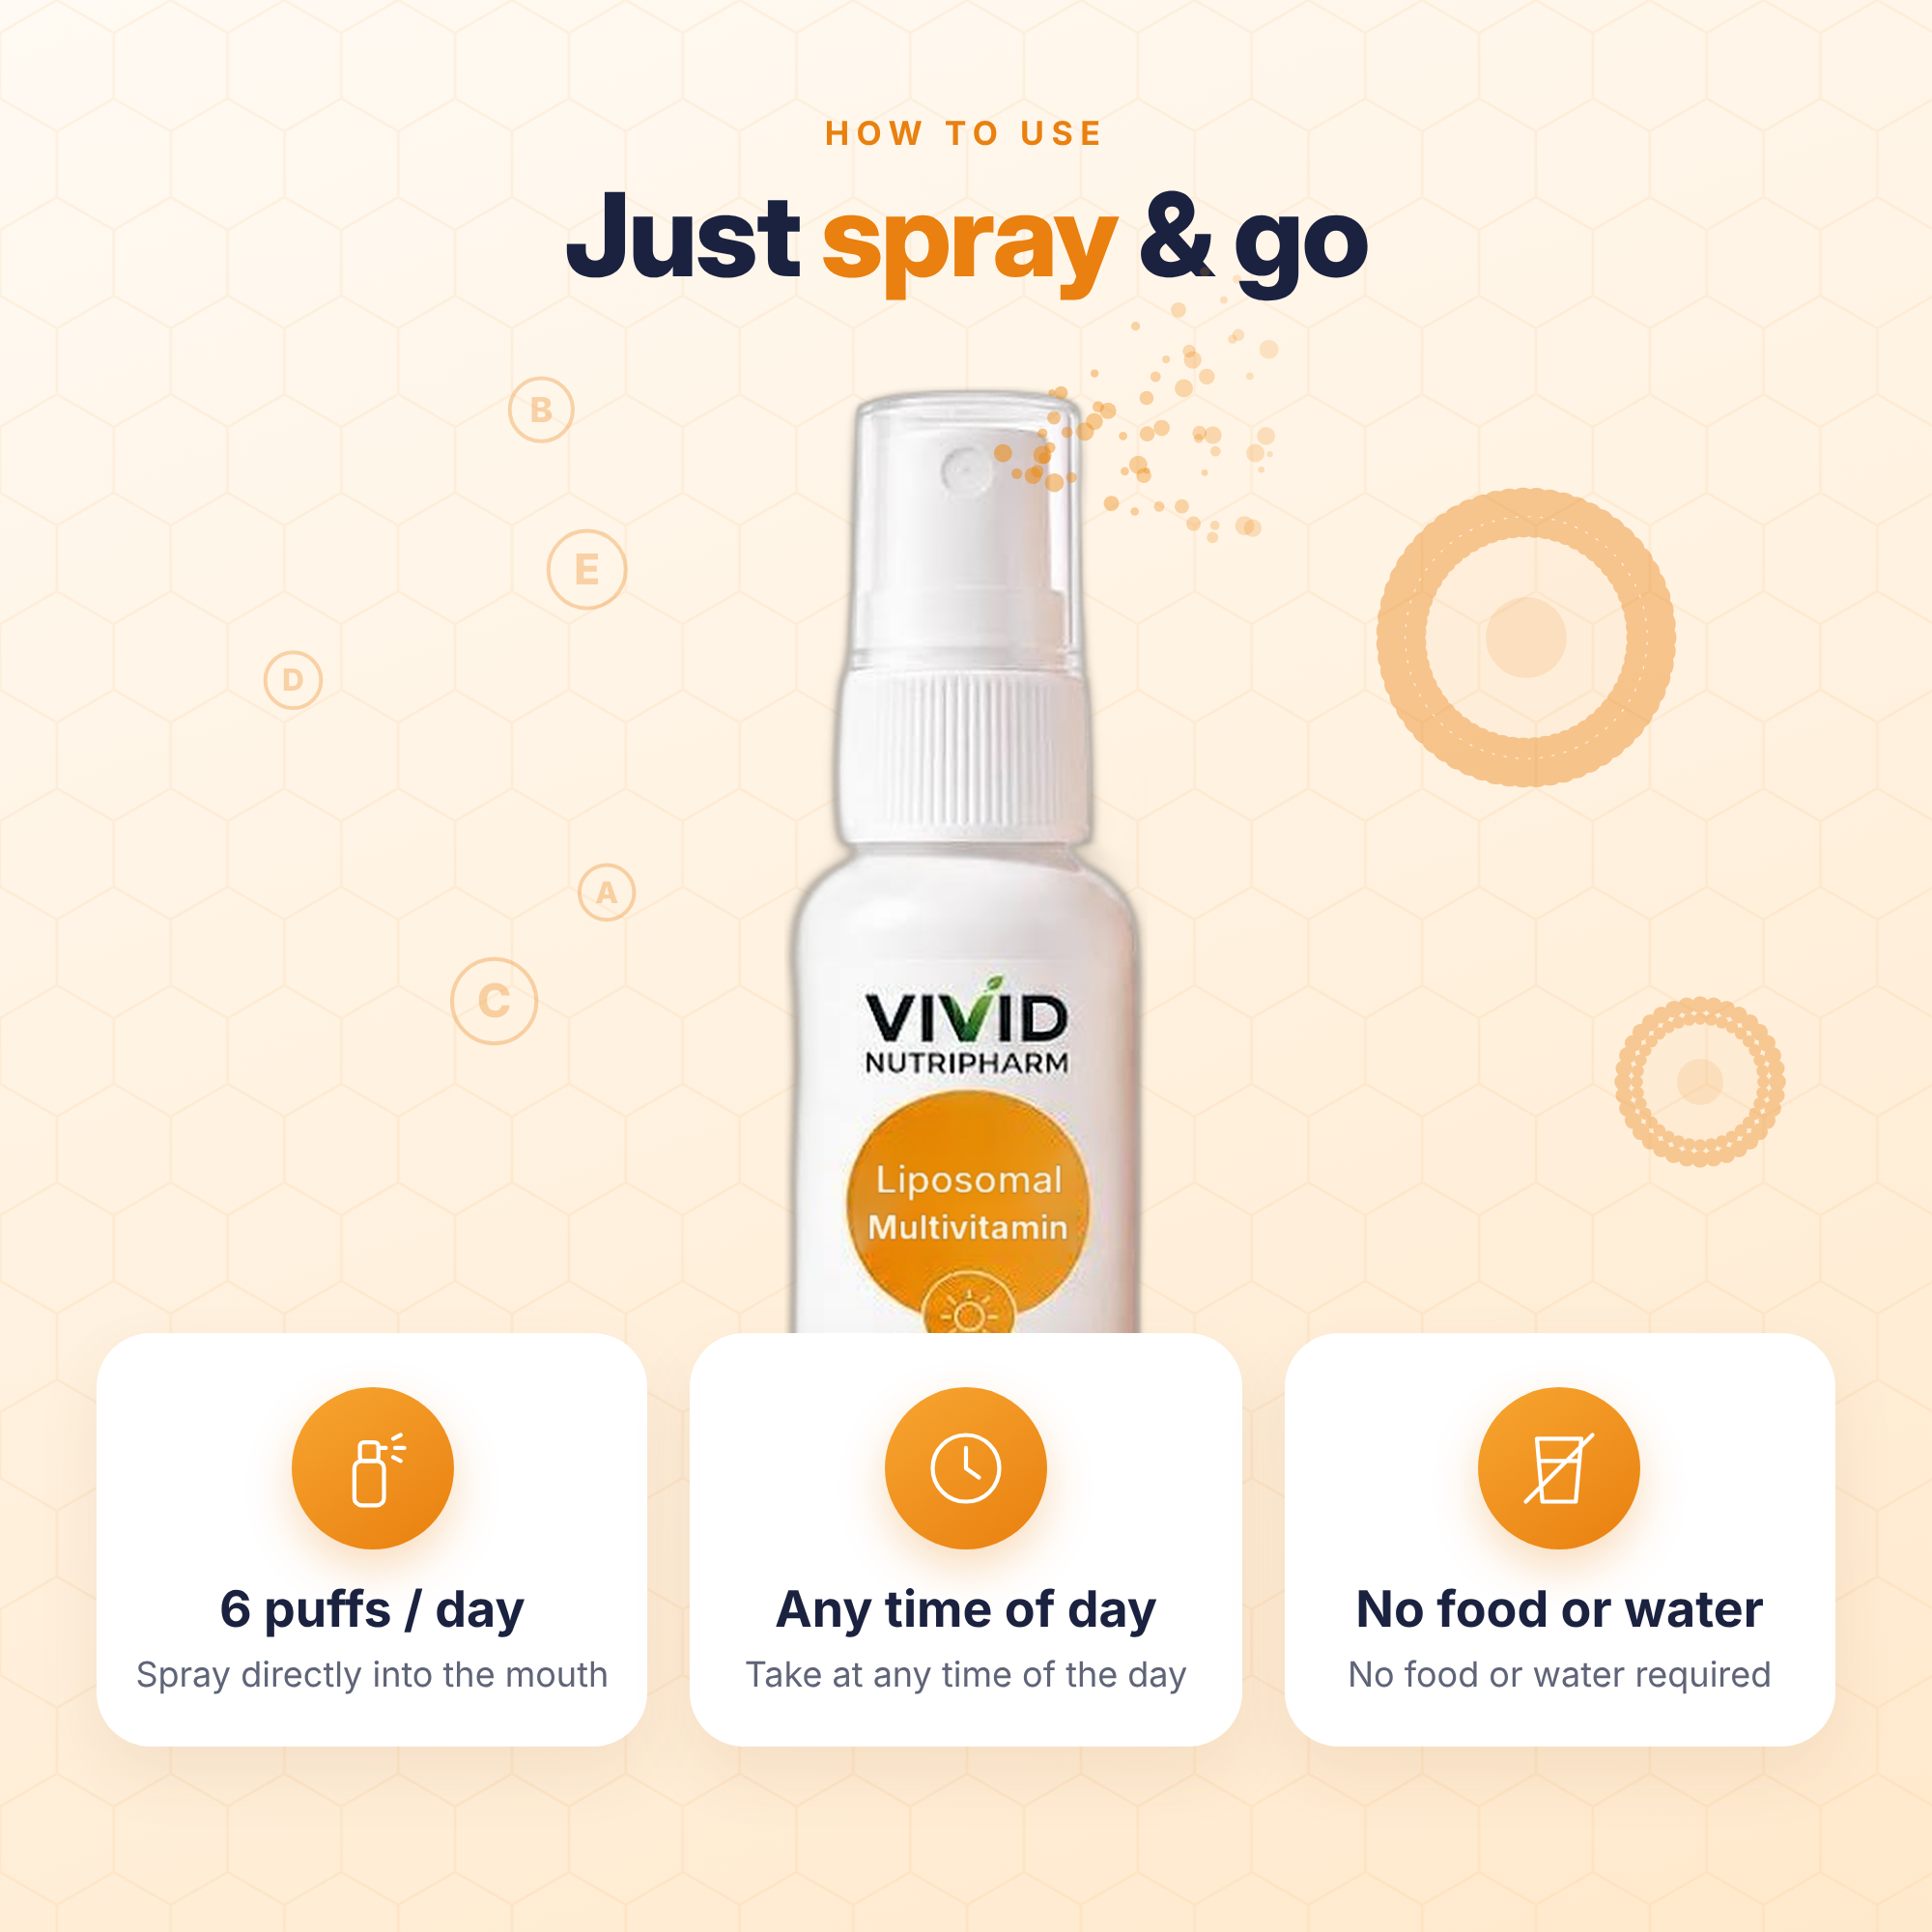 HOW TO USE
Just spray & go
B
E
D
A
C
VIVID
NUTRIPHARM
Liposomal
Multivitamin
6 puffs / day
Spray directly into the mouth
Any time of day
Take at any time of the day
No food or water
No food or water required